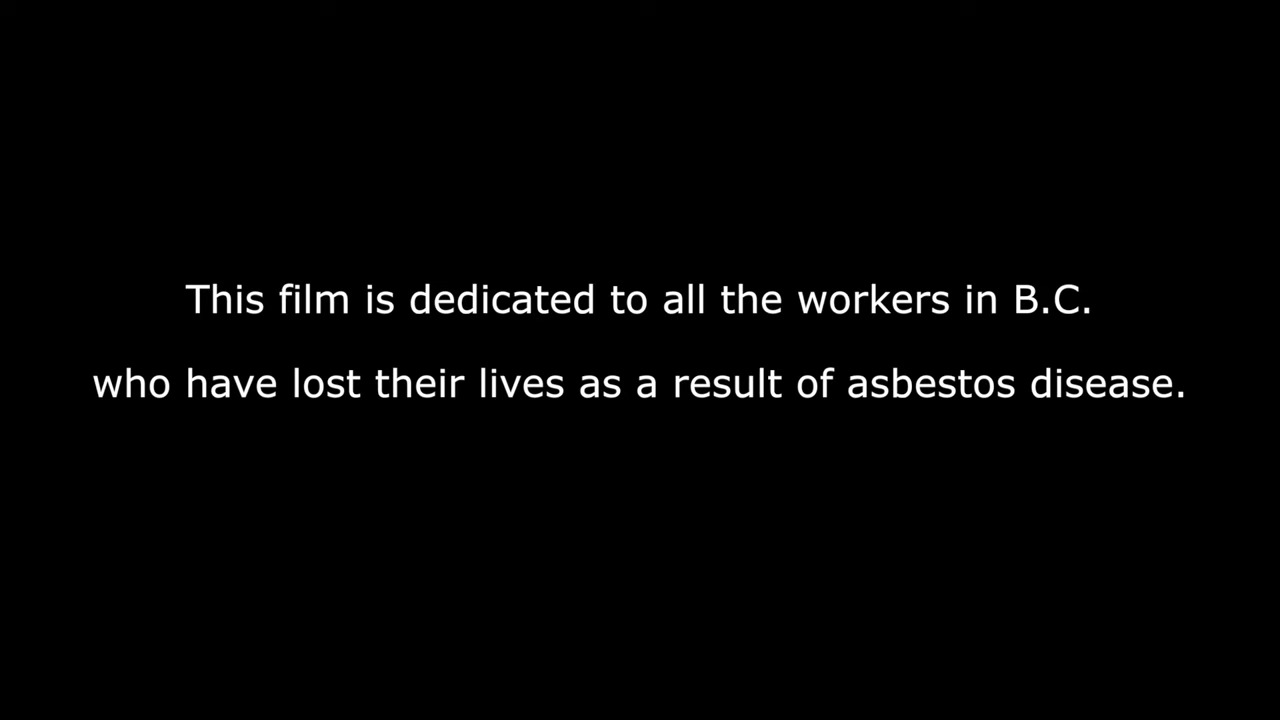 This film is dedicated to all the workers in B.C.
who have lost their lives as a result of asbestos disease.